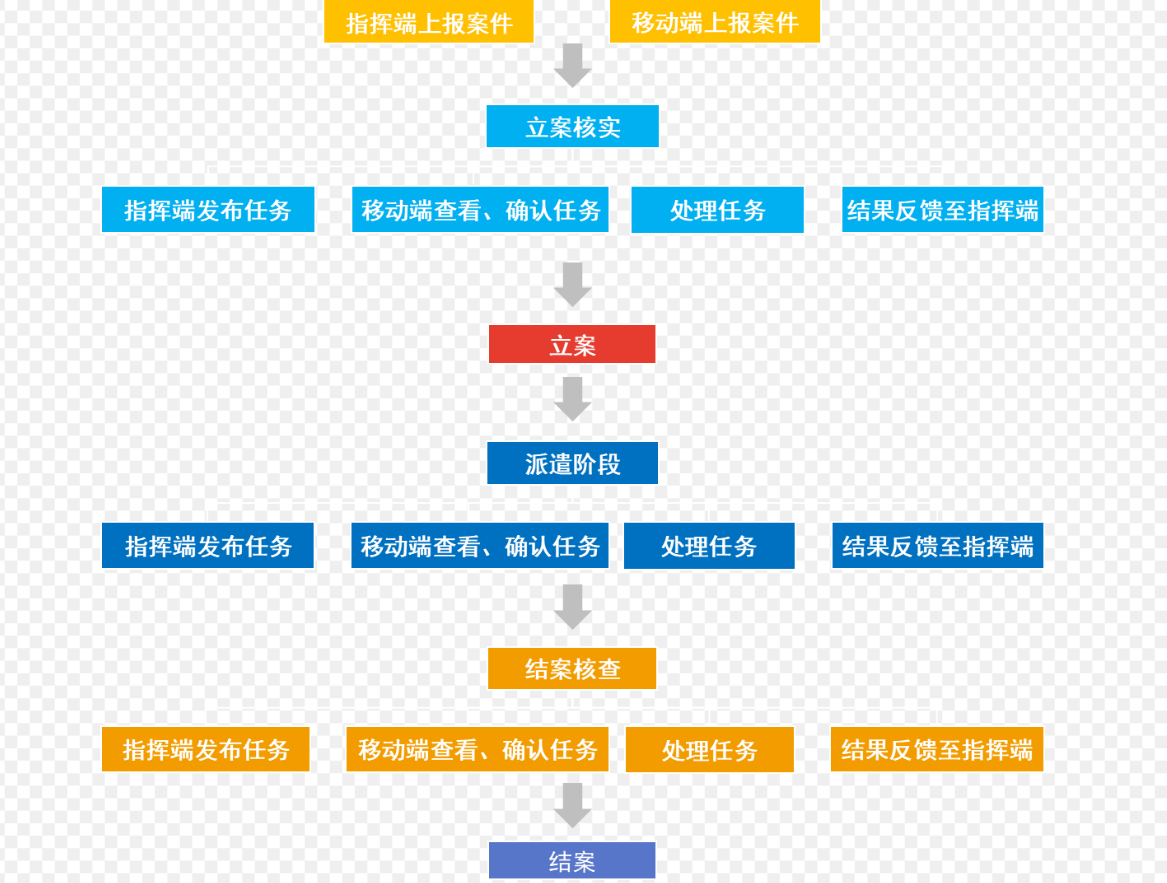 指挥端上报案件
移动端上报案件
立案核实
指挥端发布任务
移动端查看、确认任务
处理任务
结果反馈至指挥端
立案
派遣阶段
指挥端发布任务
移动端查看、确认任务
处理任务
结果反馈至指挥端
结案核查
指挥端发布任务
移动端查看、确认任务
处理任务
结果反馈至指挥端
结案